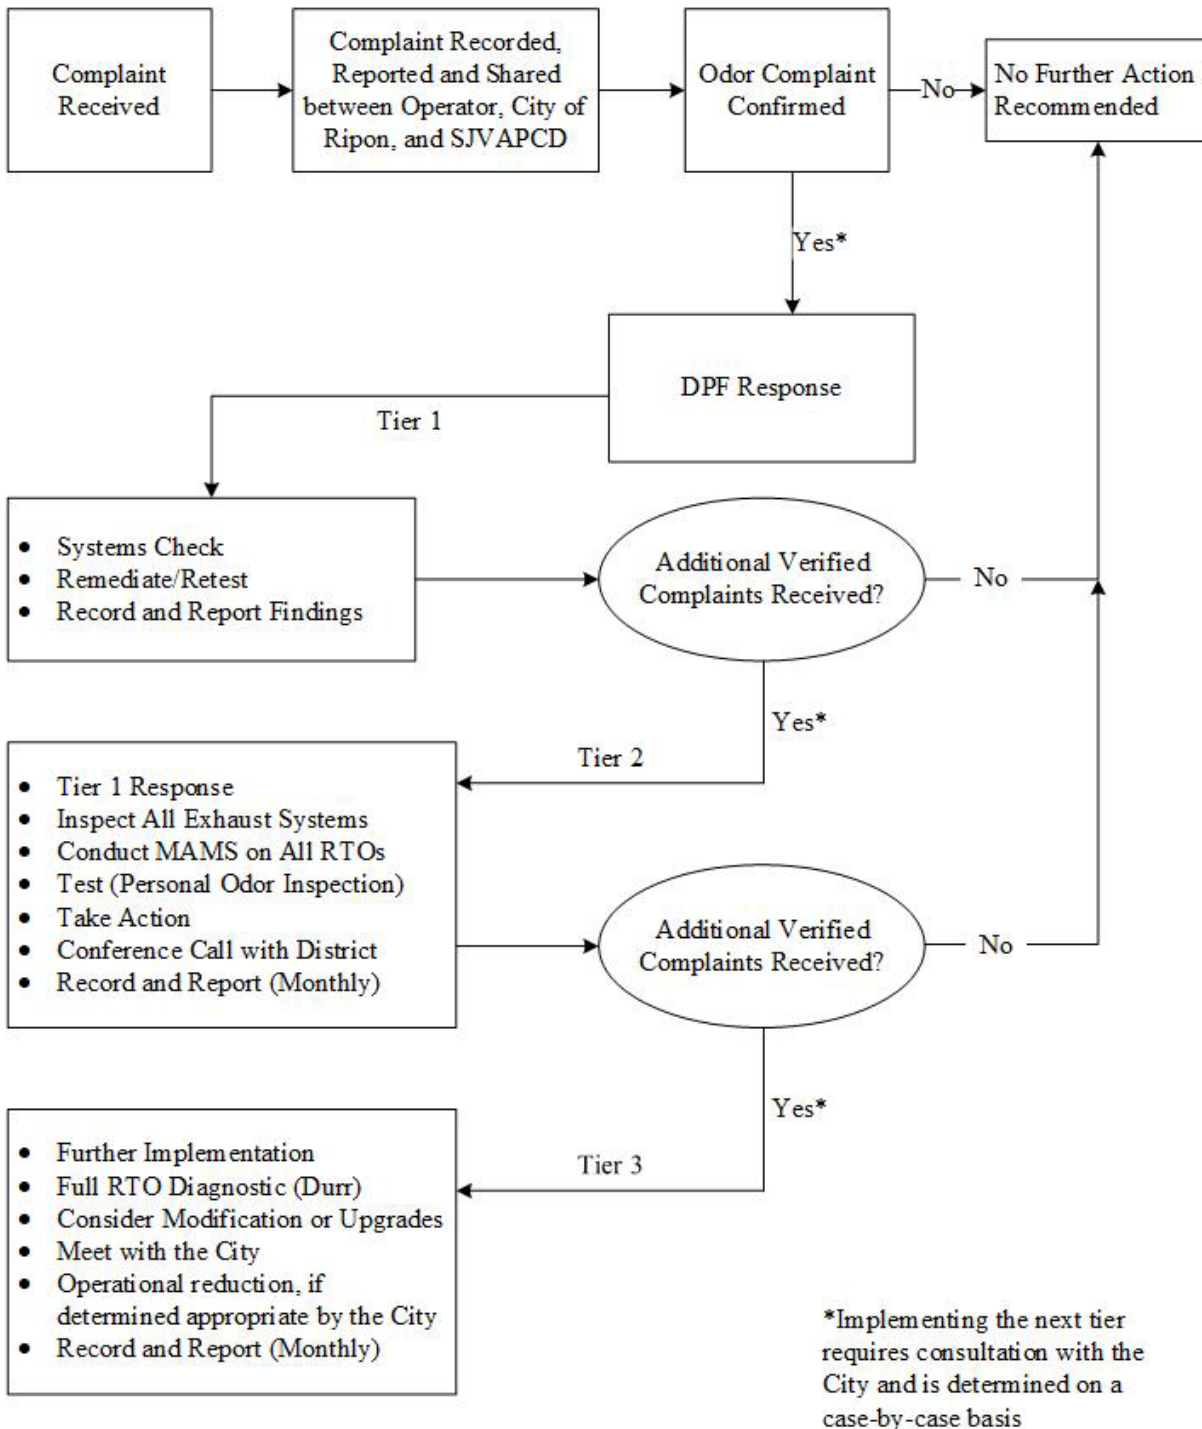 Complaint
Received
Complaint Recorded,
Reported and Shared
between Operator, City of
Ripon, and SJVAPCD
Odor Complaint
Confirmed
No
No Further Action
Recommended
Yes*
DPF Response
Tier 1
• Systems Check
• Remediate/Retest
• Record and Report Findings
Additional Verified
Complaints Received?
No
Yes*
Tier 2
• Tier 1 Response
• Inspect All Exhaust Systems
• Conduct MAMS on All RTOs
• Test (Personal Odor Inspection)
• Take Action
• Conference Call with District
• Record and Report (Monthly)
Additional Verified
Complaints Received?
No
Yes*
Tier 3
• Further Implementation
• Full RTO Diagnostic (Durr)
• Consider Modification or Upgrades
• Meet with the City
• Operational reduction, if
determined appropriate by the City
• Record and Report (Monthly)
*Implementing the next tier
requires consultation with the
City and is determined on a
case-by-case basis